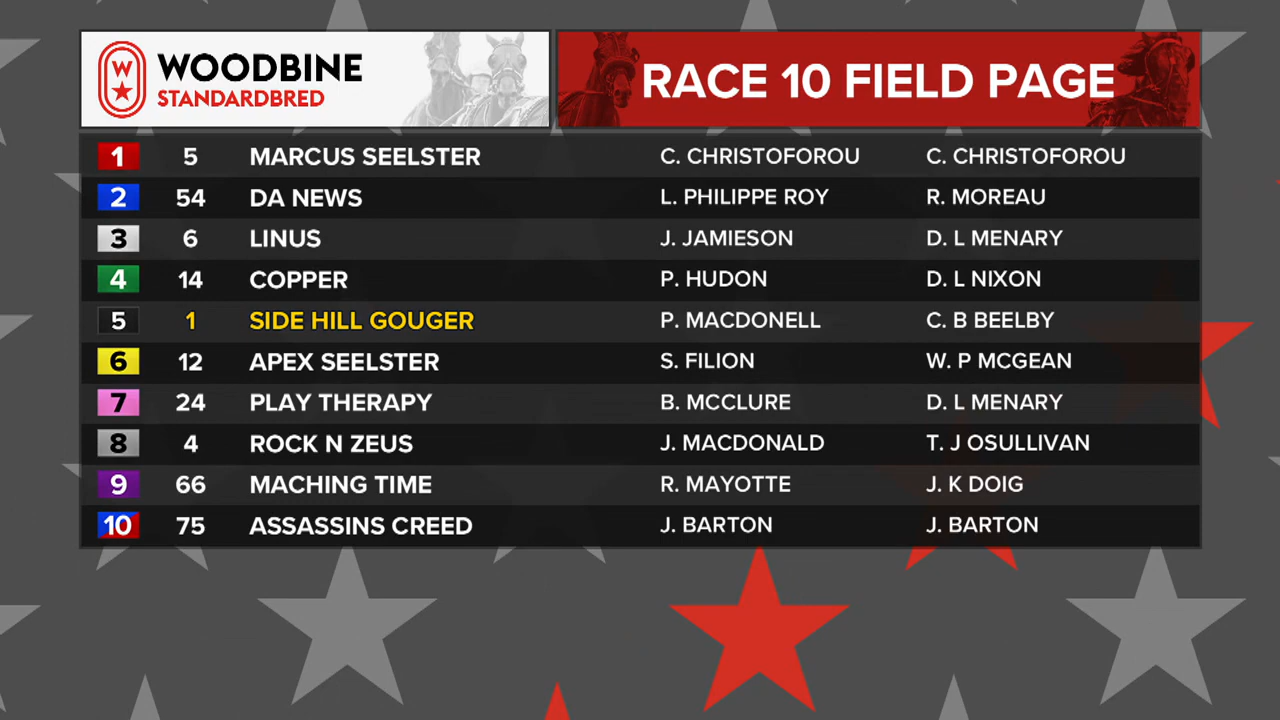 W WOODBINE
STANDARDBRED
RACE 10 FIELD PAGE
1 5 MARCUS SEELSTER C. CHRISTOFOROU C. CHRISTOFOROU
2 54 DA NEWS L. PHILIPPE ROY R. MOREAU
3 6 LINUS J. JAMIESON D. L MENARY
4 14 COPPER P. HUDON D. L NIXON
5 1 SIDE HILL GOUGER P. MACDONELL C. B BEELBY
6 12 APEX SEELSTER S. FILION W. P MCGEAN
7 24 PLAY THERAPY B. MCCLURE D. L MENARY
8 4 ROCK N ZEUS J. MACDONALD T. J OSULLIVAN
9 66 MACHING TIME R. MAYOTTE J. K DOIG
10 75 ASSASSINS CREED J. BARTON J. BARTON